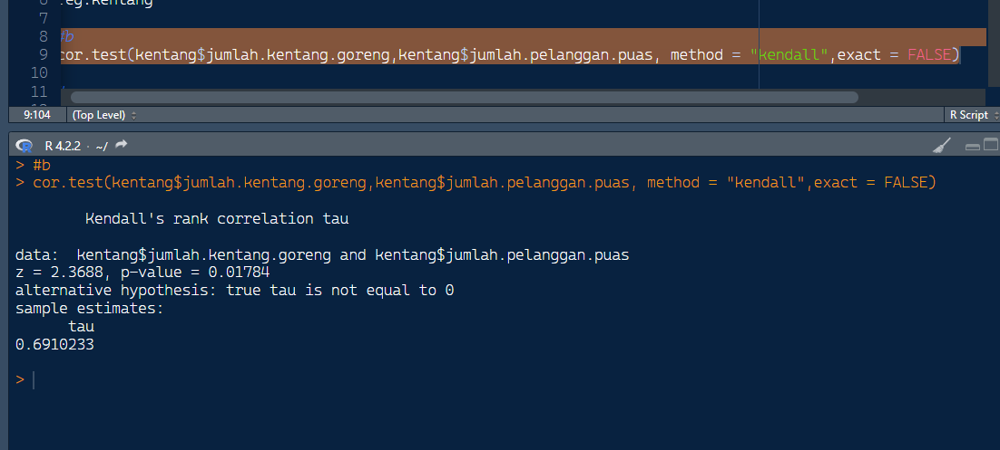 7
8
9 cor.test(kentang$jumlah.kentang.goreng,kentang$jumlah.pelanggan.puas, method = "kendall",exact = FALSE)
10
11
9:104 (Top Level) R Script
R 4.2.2 · ~/
> #b
> cor.test(kentang$jumlah.kentang.goreng,kentang$jumlah.pelanggan.puas, method = "kendall",exact = FALSE)
Kendall's rank correlation tau
data: kentang$jumlah.kentang.goreng and kentang$jumlah.pelanggan.puas
z = 2.3688, p-value = 0.01784
alternative hypothesis: true tau is not equal to 0
sample estimates:
tau
0.6910233
>